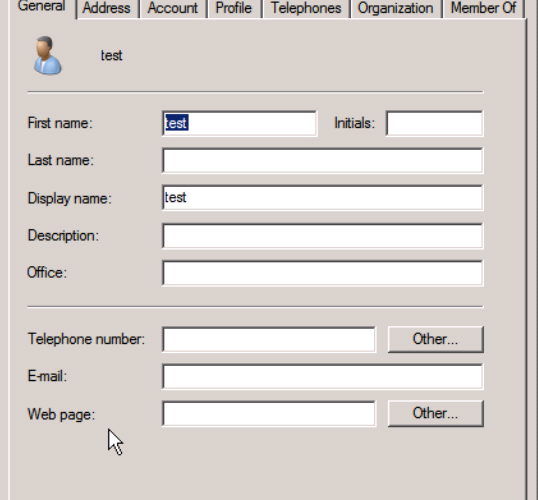 General Address Account Profile Telephones Organization Member Of
test
First name: test Initials:
Last name:
Display name: test
Description:
Office:
Telephone number: Other...
E-mail:
Web page: Other...